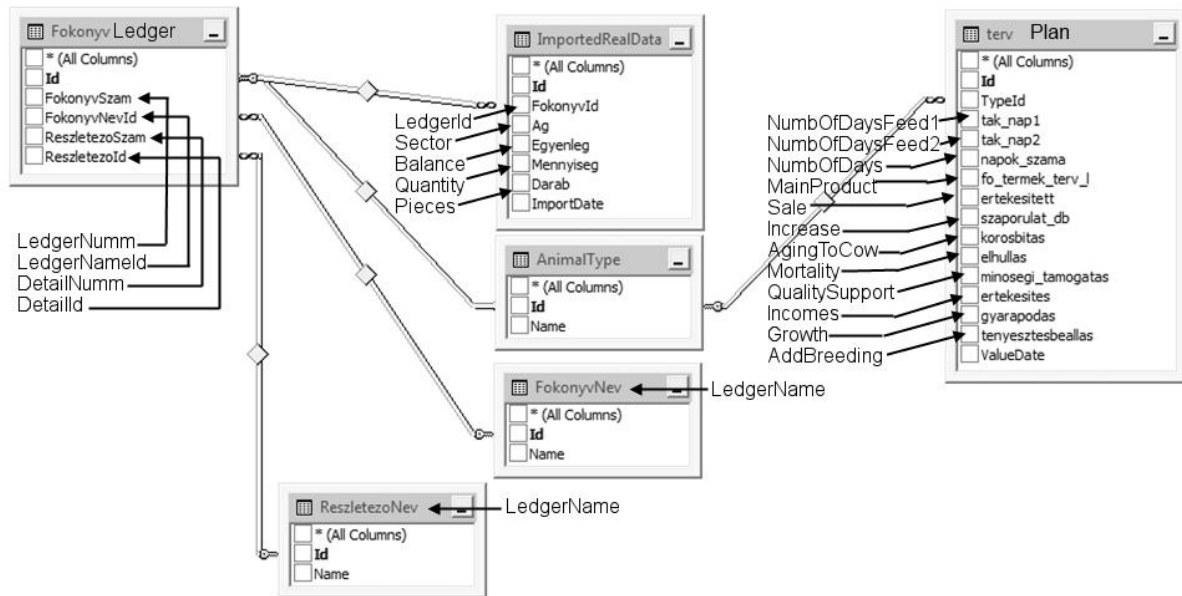 Fokonyv Ledger
* (All Columns)
Id
FokonyvSzam
FokonyvNevId
ReszletezoSzam
ReszletezoId
LedgerNumm
LedgerNameId
DetailNumm
DetailId
ImportedRealData
* (All Columns)
Id
FokonyvId
Ag
Egyenleg
Mennyiseg
Darab
ImportDate
LedgerId
Sector
Balance
Quantity
Pieces
AnimalType
* (All Columns)
Id
Name
FokonyvNev
LedgerName
* (All Columns)
Id
Name
ReszletezoNev
LedgerName
* (All Columns)
Id
Name
terv Plan
* (All Columns)
Id
TypeId
tak_nap1
tak_nap2
napok_szama
fo_termek_terv_l
ertekesitett
szaporulat_db
korosbitas
elhullas
minosegi_tamogatas
ertekesites
gyarapodas
tenyesztesbeallas
ValueDate
NumbOfDaysFeed1
NumbOfDaysFeed2
NumbOfDays
MainProduct
Sale
Increase
AgingToCow
Mortality
QualitySupport
Incomes
Growth
AddBreeding